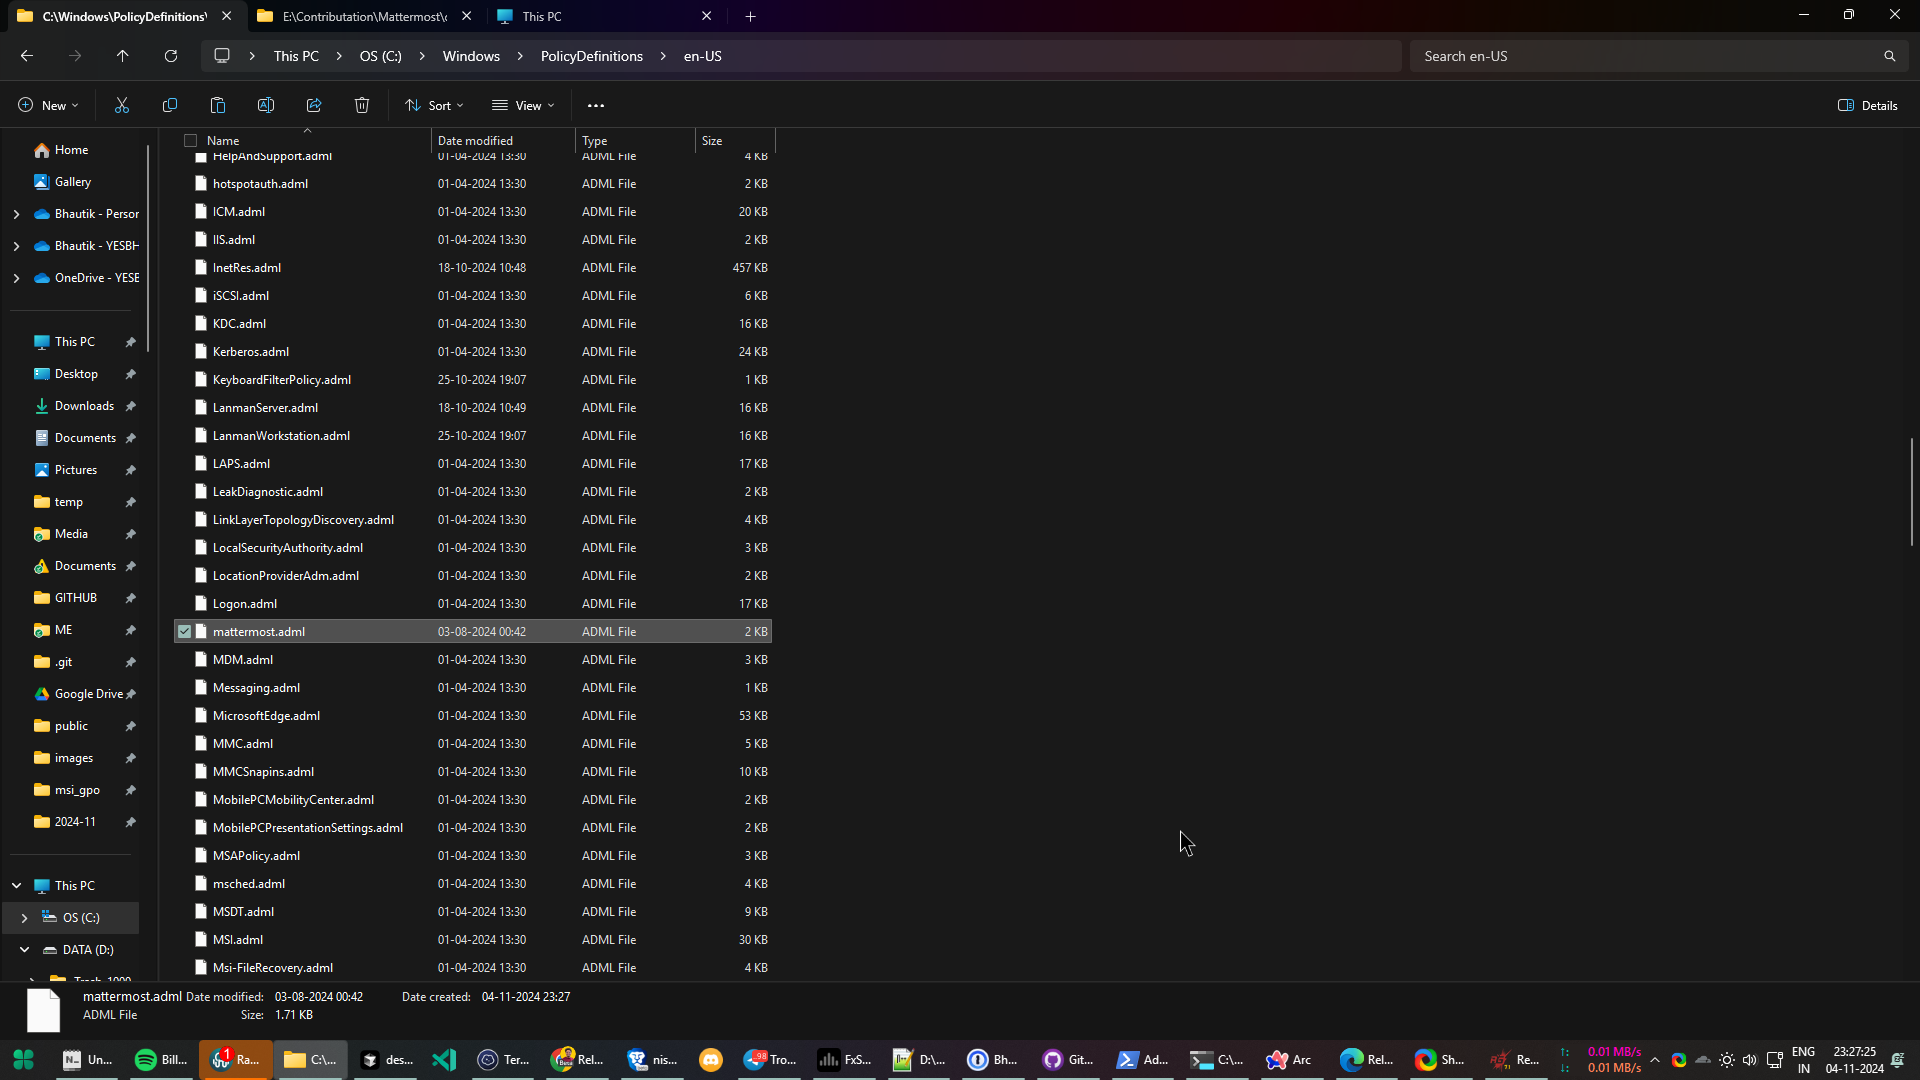 C:\Windows\PolicyDefinitions\
E:\Contributation\Mattermost\c
This PC
This PC
OS (C:)
Windows
PolicyDefinitions
en-US
Search en-US
New
Sort
View
Details
Home
Gallery
Bhautik - Person
Bhautik - YESBH
OneDrive - YESB
This PC
Desktop
Downloads
Documents
Pictures
temp
Media
Documents
GITHUB
ME
.git
Google Drive
public
images
msi_gpo
2024-11
This PC
OS (C:)
DATA (D:)
Name Date modified Type Size
HelpAndSupport.adml 01-04-2024 13:30 ADML File 4 KB
hotspotauth.adml 01-04-2024 13:30 ADML File 2 KB
ICM.adml 01-04-2024 13:30 ADML File 20 KB
IIS.adml 01-04-2024 13:30 ADML File 2 KB
InetRes.adml 18-10-2024 10:48 ADML File 457 KB
iSCSI.adml 01-04-2024 13:30 ADML File 6 KB
KDC.adml 01-04-2024 13:30 ADML File 16 KB
Kerberos.adml 01-04-2024 13:30 ADML File 24 KB
KeyboardFilterPolicy.adml 25-10-2024 19:07 ADML File 1 KB
LanmanServer.adml 18-10-2024 10:49 ADML File 16 KB
LanmanWorkstation.adml 25-10-2024 19:07 ADML File 16 KB
LAPS.adml 01-04-2024 13:30 ADML File 17 KB
LeakDiagnostic.adml 01-04-2024 13:30 ADML File 2 KB
LinkLayerTopologyDiscovery.adml 01-04-2024 13:30 ADML File 4 KB
LocalSecurityAuthority.adml 01-04-2024 13:30 ADML File 3 KB
LocationProviderAdm.adml 01-04-2024 13:30 ADML File 2 KB
Logon.adml 01-04-2024 13:30 ADML File 17 KB
mattermost.adml 03-08-2024 00:42 ADML File 2 KB
MDM.adml 01-04-2024 13:30 ADML File 3 KB
Messaging.adml 01-04-2024 13:30 ADML File 1 KB
MicrosoftEdge.adml 01-04-2024 13:30 ADML File 53 KB
MMC.adml 01-04-2024 13:30 ADML File 5 KB
MMCSnapins.adml 01-04-2024 13:30 ADML File 10 KB
MobilePCMobilityCenter.adml 01-04-2024 13:30 ADML File 2 KB
MobilePCPresentationSettings.adml 01-04-2024 13:30 ADML File 2 KB
MSAPolicy.adml 01-04-2024 13:30 ADML File 3 KB
msched.adml 01-04-2024 13:30 ADML File 4 KB
MSDT.adml 01-04-2024 13:30 ADML File 9 KB
MSI.adml 01-04-2024 13:30 ADML File 30 KB
Msi-FileRecovery.adml 01-04-2024 13:30 ADML File 4 KB
mattermost.adml Date modified: 03-08-2024 00:42 Date created: 04-11-2024 23:27
ADML File Size: 1.71 KB
Un...
Bill...
1 Ra...
C:\...
des...
Ter...
Rel...
nis...
98 Tro...
FxS...
D:\...
Bh...
Git...
Ad...
C:\...
Arc
Rel...
Sh...
Re...
↑: 0.01 MB/s
↓: 0.01 MB/s
ENG
IN
23:27:25
04-11-2024